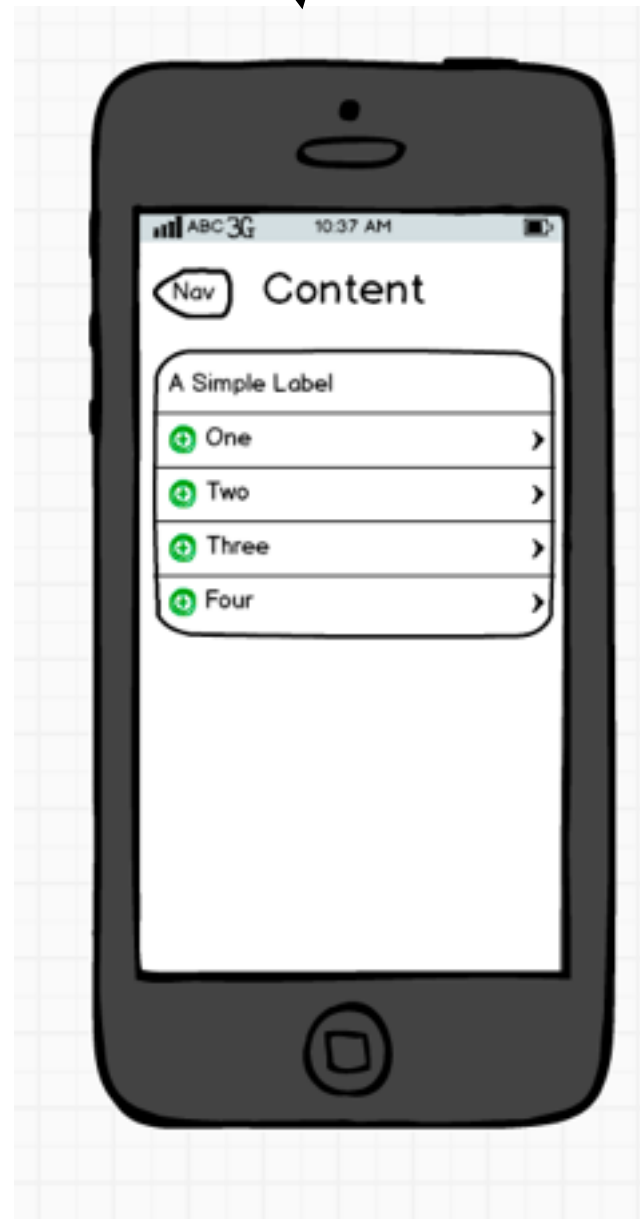 ABC 3G 10:37 AM
Nav Content
A Simple Label
One
Two
Three
Four